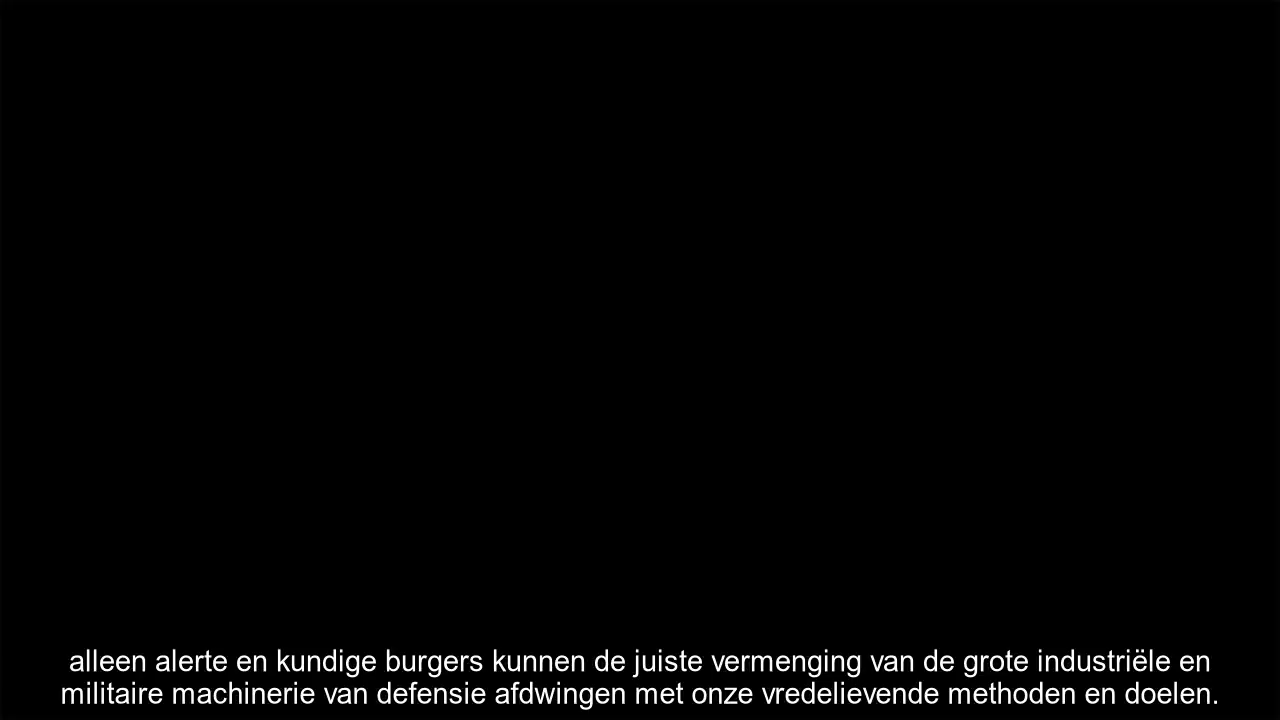 alleen alerte en kundige burgers kunnen de juiste vermenging van de grote industriële en
militaire machinerie van defensie afdwingen met onze vredelievende methoden en doelen.